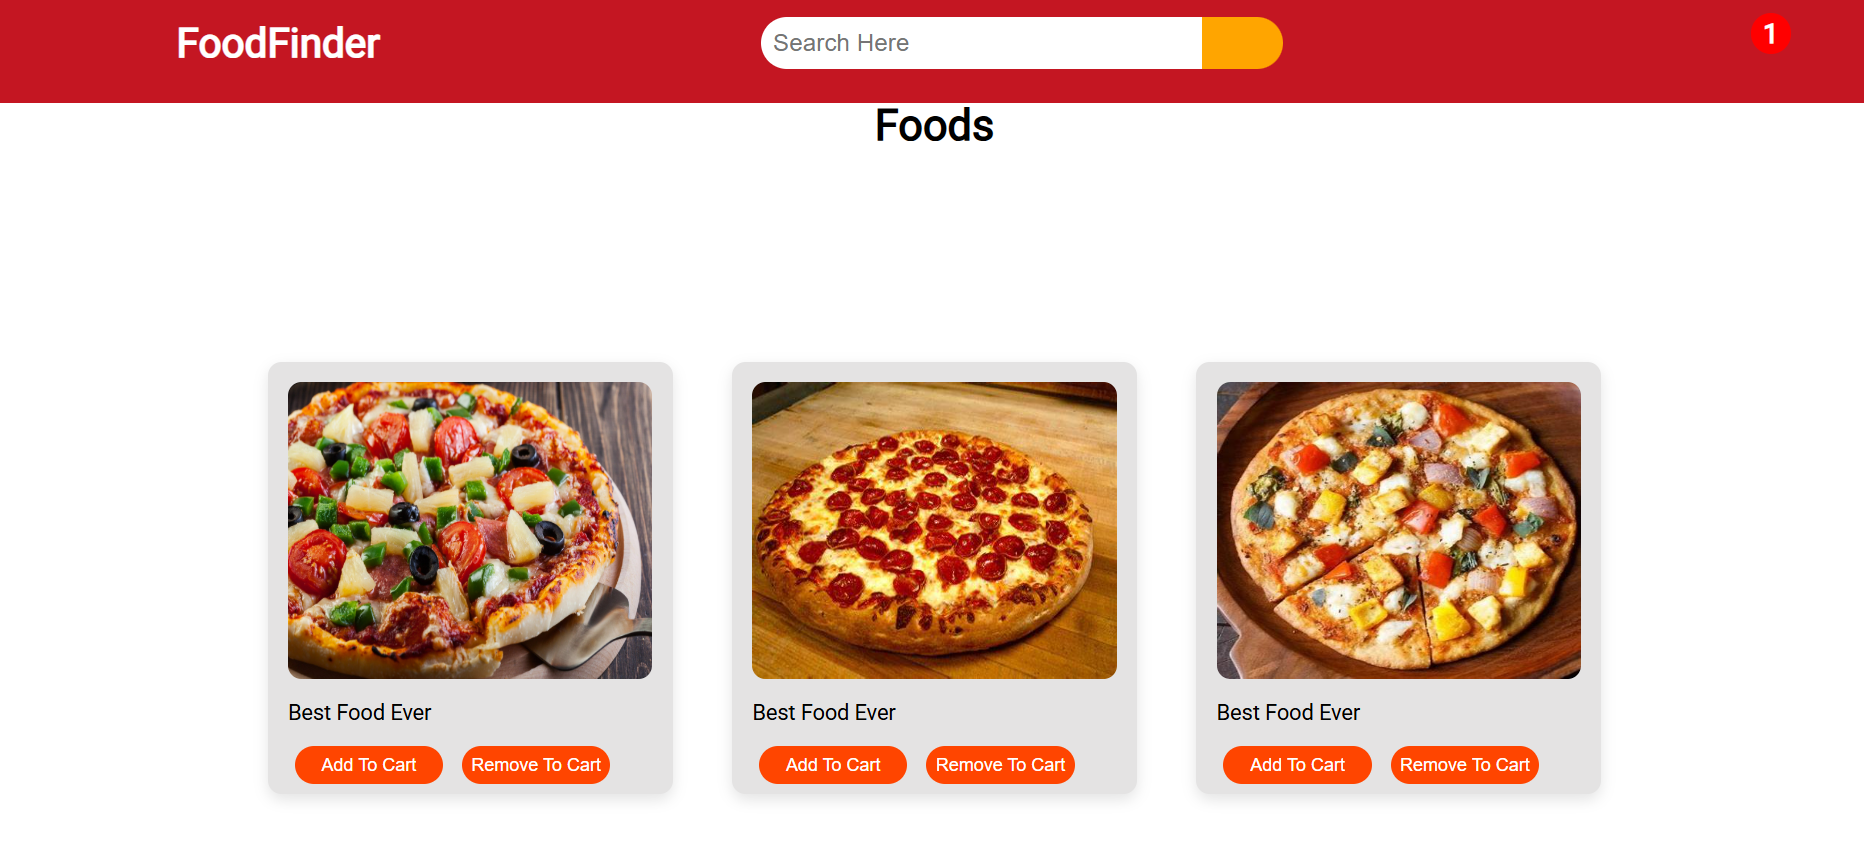 FoodFinder
Search Here
1
Foods
Best Food Ever
Add To Cart
Remove To Cart
Best Food Ever
Add To Cart
Remove To Cart
Best Food Ever
Add To Cart
Remove To Cart